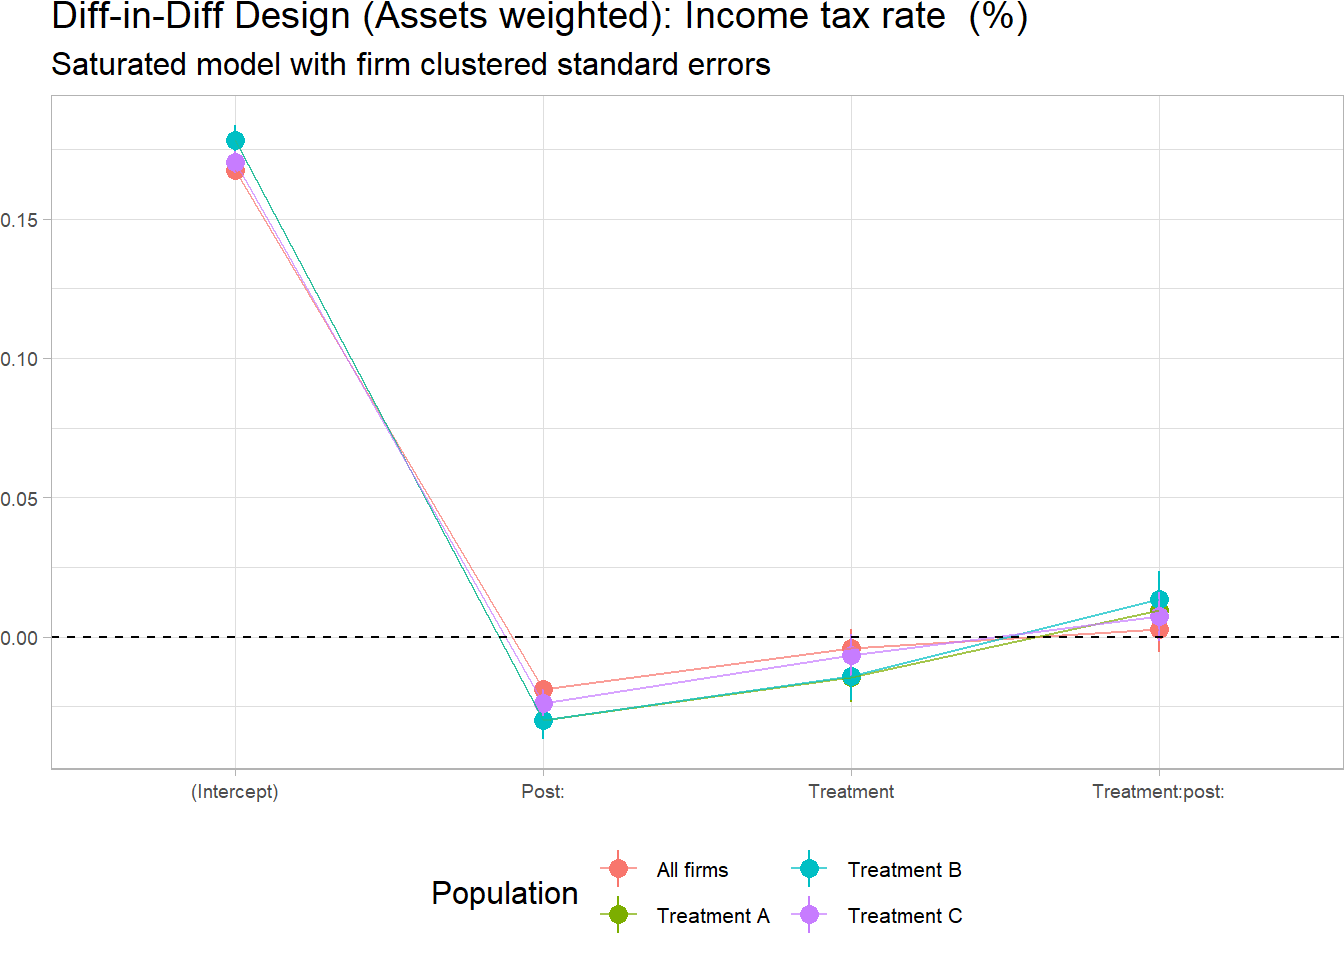 Diff-in-Diff Design (Assets weighted): Income tax rate  (%)
Saturated model with firm clustered standard errors
0.15
0.10
0.05
0.00
(Intercept)
Post:
Treatment
Treatment:post:
Population
All firms
Treatment A
Treatment B
Treatment C